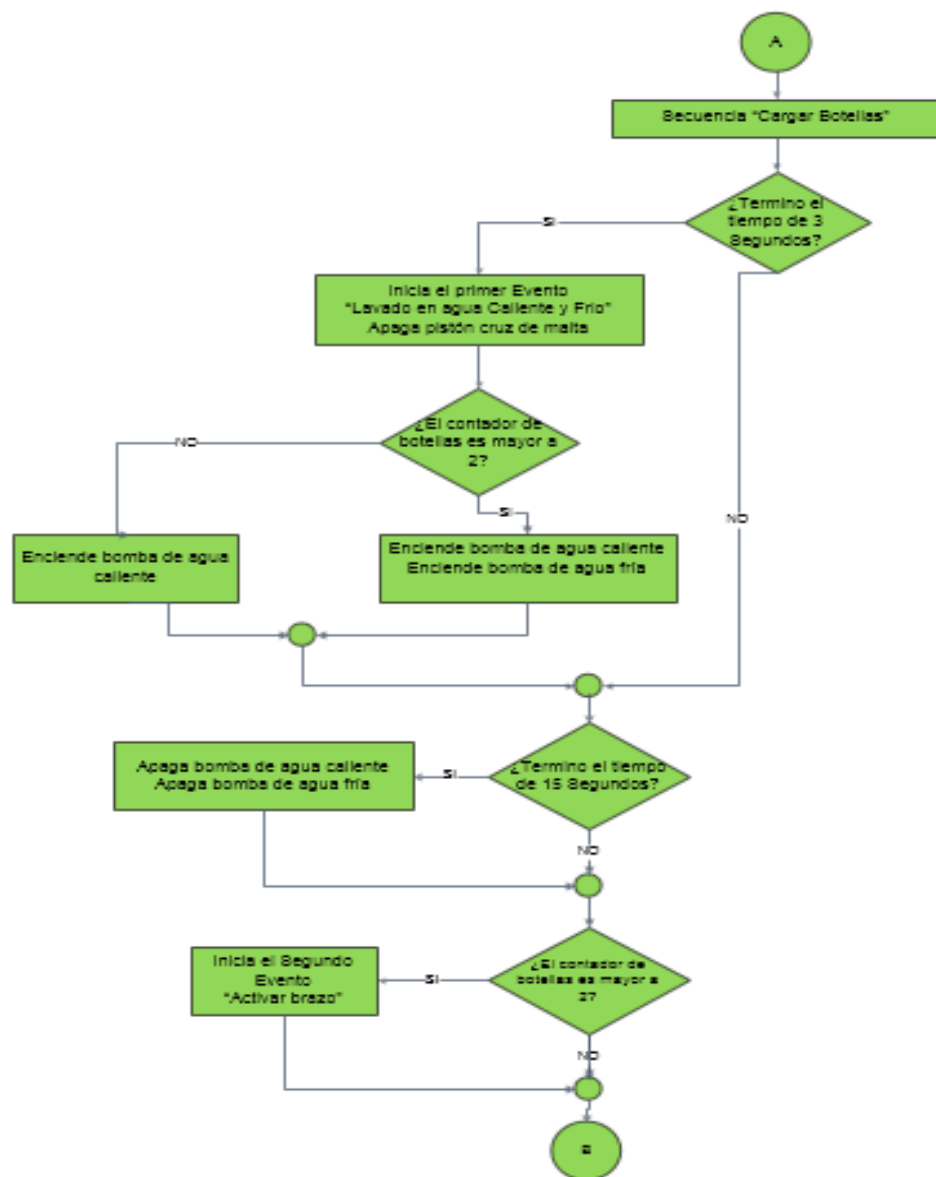 A
Secuencia "Cargar Botellas"
¿Termino el
tiempo de 3
Segundos?
SI
Inicia el primer Evento
"Lavado en agua Caliente y Frio"
Apaga pistón cruz de malta
¿El contador de
botellas es mayor a
2?
NO
SI
NO
Enciende bomba de agua
caliente
Enciende bomba de agua caliente
Enciende bomba de agua fría
¿Termino el tiempo
de 15 Segundos?
SI
Apaga bomba de agua caliente
Apaga bomba de agua fría
NO
¿El contador de
botellas es mayor a
SI
Inicia el Segundo
Evento
"Activar brazo"
NO
B